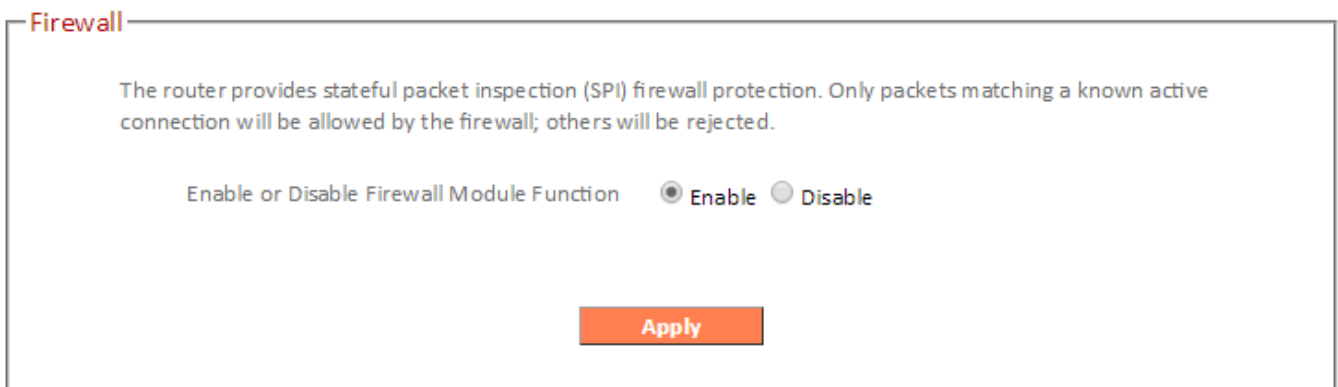 Firewall
The router provides stateful packet inspection (SPI) firewall protection. Only packets matching a known active
connection will be allowed by the firewall; others will be rejected.
Enable or Disable Firewall Module Function Enable Disable
Apply